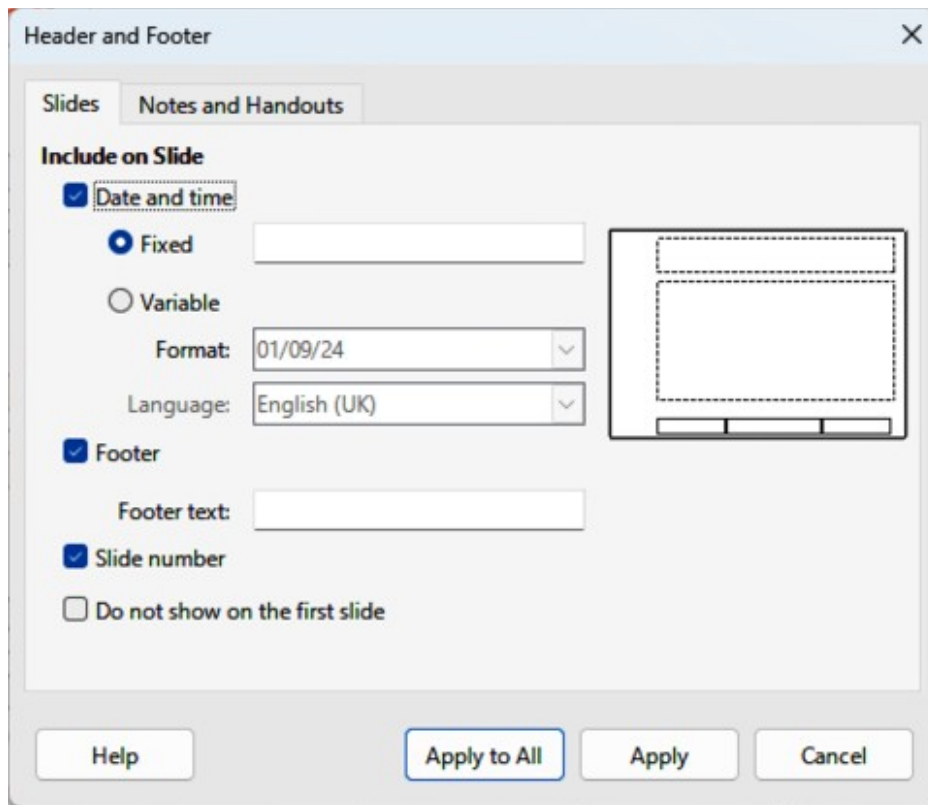 Header and Footer
Slides Notes and Handouts
Include on Slide
Date and time
Fixed
Variable
Format: 01/09/24
Language: English (UK)
Footer
Footer text:
Slide number
Do not show on the first slide
Help Apply to All Apply Cancel